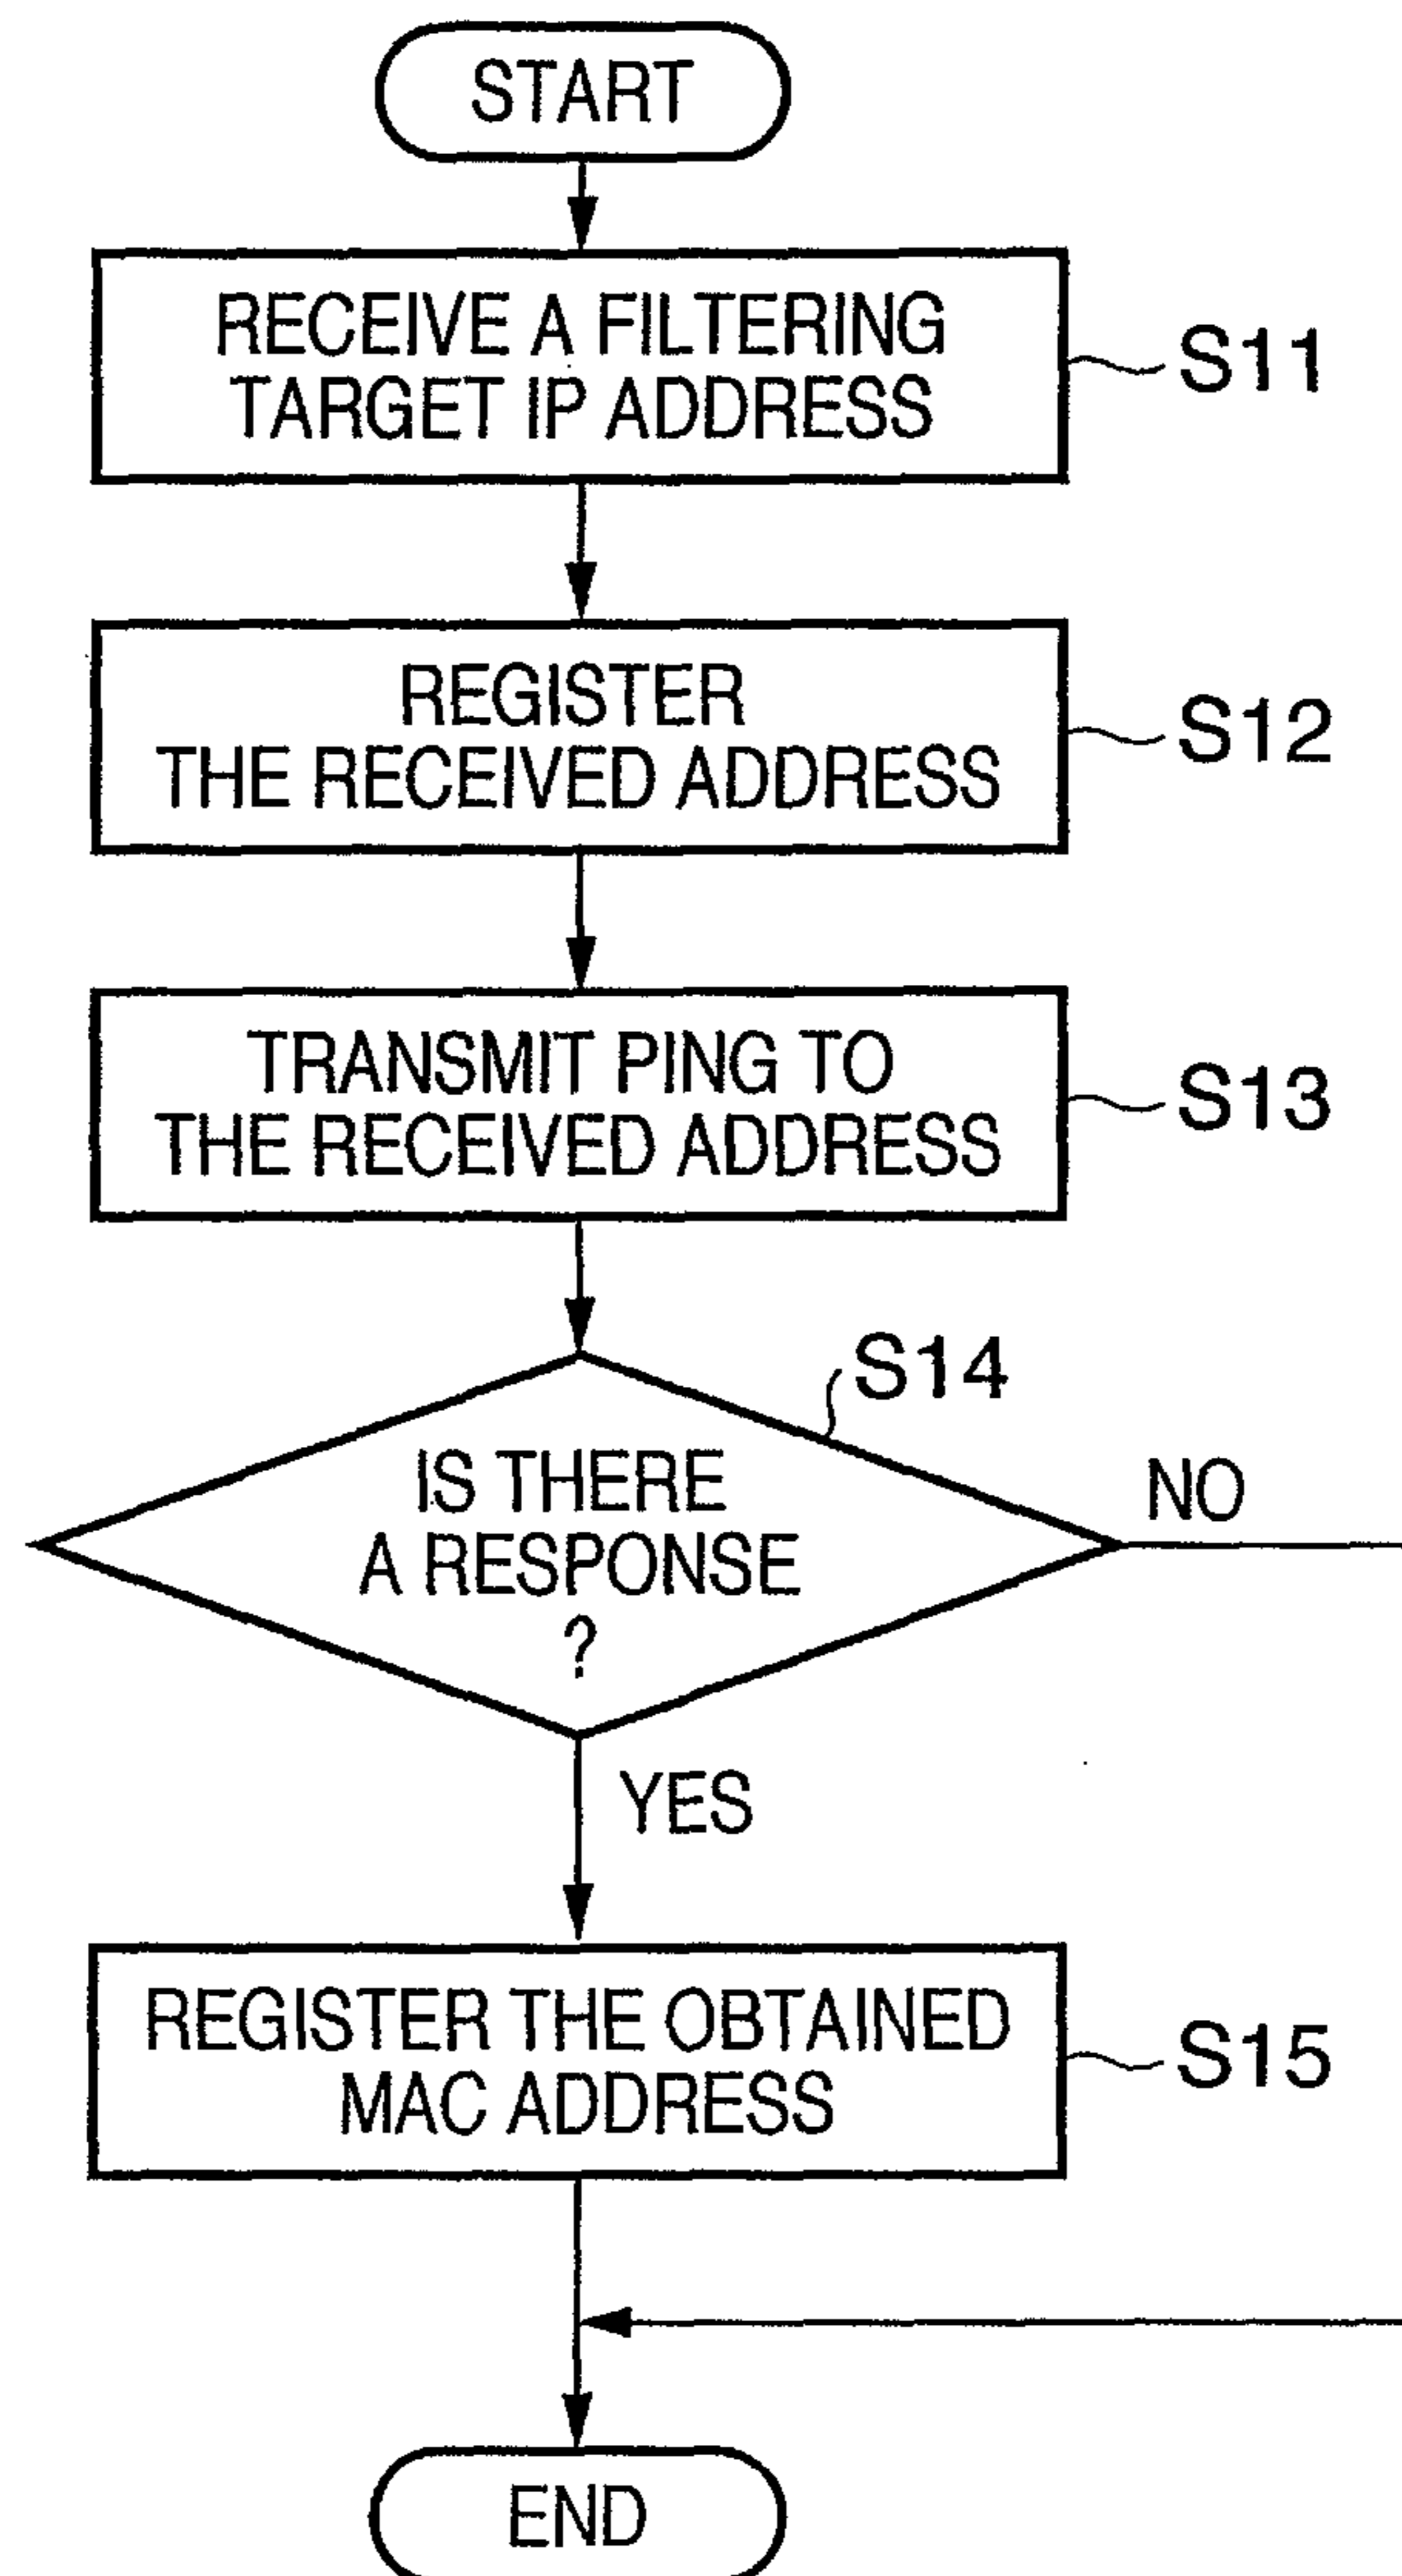 START
RECEIVE A FILTERING
TARGET IP ADDRESS
S11
REGISTER
THE RECEIVED ADDRESS
S12
TRANSMIT PING TO
THE RECEIVED ADDRESS
S13
S14
IS THERE
A RESPONSE
?
NO
YES
REGISTER THE OBTAINED
MAC ADDRESS
S15
END